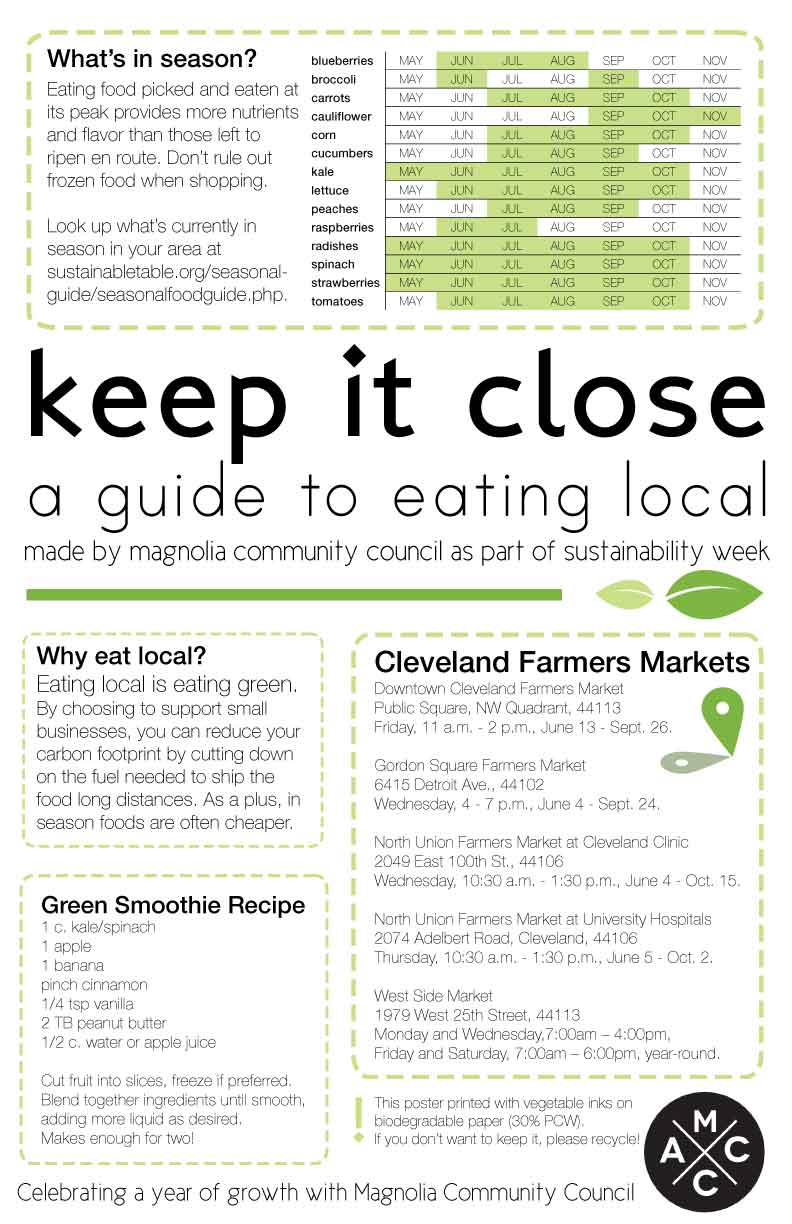 What's in season?
Eating food picked and eaten at
its peak provides more nutrients
and flavor than those left to
ripen en route. Don't rule out
frozen food when shopping.
Look up what's currently in
season in your area at
sustainabletable.org/seasonal-
guide/seasonalfoodguide.php.
blueberries MAY JUN JUL AUG SEP OCT NOV
broccoli MAY JUN JUL AUG SEP OCT NOV
carrots MAY JUN JUL AUG SEP OCT NOV
cauliflower MAY JUN JUL AUG SEP OCT NOV
corn MAY JUN JUL AUG SEP OCT NOV
cucumbers MAY JUN JUL AUG SEP OCT NOV
kale MAY JUN JUL AUG SEP OCT NOV
lettuce MAY JUN JUL AUG SEP OCT NOV
peaches MAY JUN JUL AUG SEP OCT NOV
raspberries MAY JUN JUL AUG SEP OCT NOV
radishes MAY JUN JUL AUG SEP OCT NOV
spinach MAY JUN JUL AUG SEP OCT NOV
strawberries MAY JUN JUL AUG SEP OCT NOV
tomatoes MAY JUN JUL AUG SEP OCT NOV
keep it close
a guide to eating local
made by magnolia community council as part of sustainability week
Why eat local?
Eating local is eating green.
By choosing to support small
businesses, you can reduce your
carbon footprint by cutting down
on the fuel needed to ship the
food long distances. As a plus, in
season foods are often cheaper.
Green Smoothie Recipe
1 c. kale/spinach
1 apple
1 banana
pinch cinnamon
1/4 tsp vanilla
2 TB peanut butter
1/2 c. water or apple juice
Cut fruit into slices, freeze if preferred.
Blend together ingredients until smooth,
adding more liquid as desired.
Makes enough for two!
Cleveland Farmers Markets
Downtown Cleveland Farmers Market
Public Square, NW Quadrant, 44113
Friday, 11 a.m. - 2 p.m., June 13 - Sept. 26.
Gordon Square Farmers Market
6415 Detroit Ave., 44102
Wednesday, 4 - 7 p.m., June 4 - Sept. 24.
North Union Farmers Market at Cleveland Clinic
2049 East 100th St., 44106
Wednesday, 10:30 a.m. - 1:30 p.m., June 4 - Oct. 15.
North Union Farmers Market at University Hospitals
2074 Adelbert Road, Cleveland, 44106
Thursday, 10:30 a.m. - 1:30 p.m., June 5 - Oct. 2.
West Side Market
1979 West 25th Street, 44113
Monday and Wednesday,7:00am – 4:00pm,
Friday and Saturday, 7:00am – 6:00pm, year-round.
! This poster printed with vegetable inks on
biodegradable paper (30% PCW).
If you don't want to keep it, please recycle!
M
A C
C
Celebrating a year of growth with Magnolia Community Council